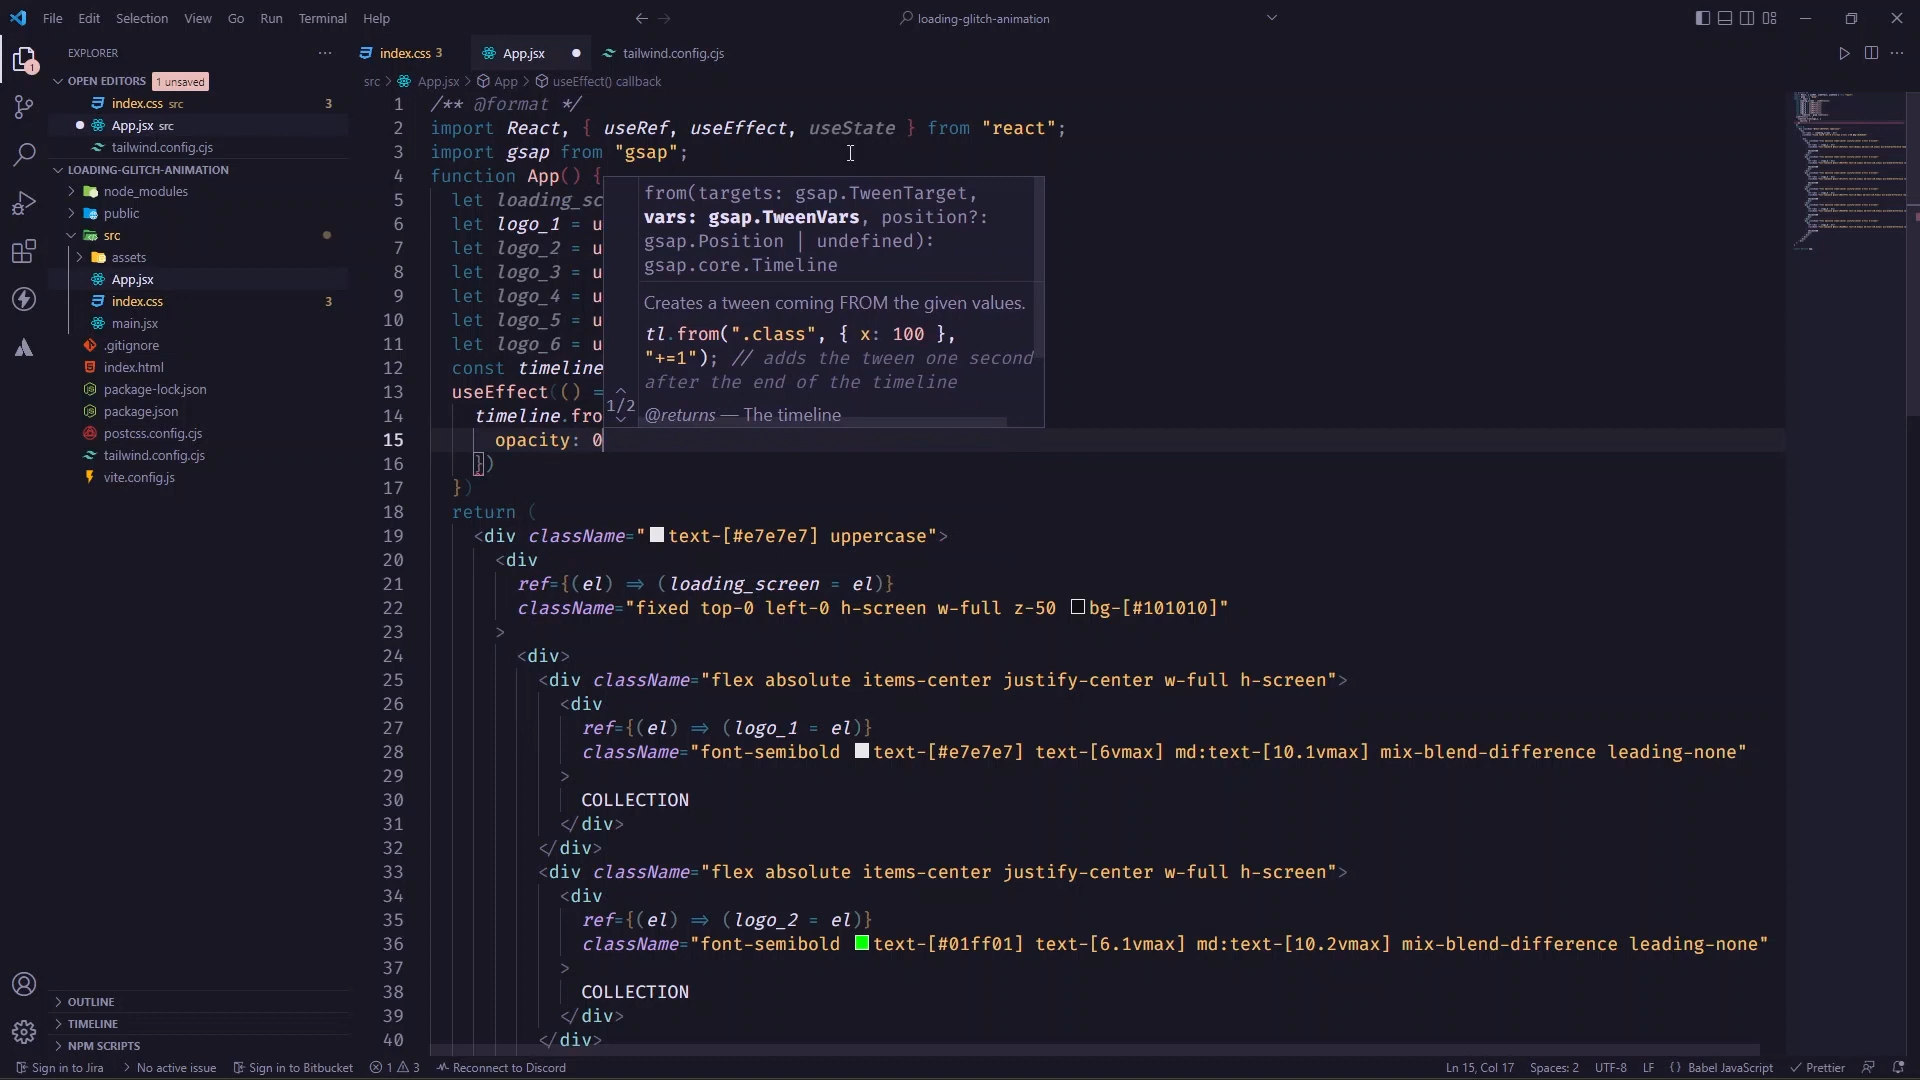 File Edit Selection View Go Run Terminal Help
loading-glitch-animation
EXPLORER
OPEN EDITORS 1 unsaved
index.css src 3
App.jsx src
tailwind.config.cjs
LOADING-GLITCH-ANIMATION
node_modules
public
src
assets
App.jsx
index.css 3
main.jsx
.gitignore
index.html
package-lock.json
package.json
postcss.config.cjs
tailwind.config.cjs
vite.config.js
OUTLINE
TIMELINE
NPM SCRIPTS
index.css 3 App.jsx tailwind.config.cjs
src > App.jsx > App > useEffect() callback
1 /** @format */
2 import React, { useRef, useEffect, useState } from "react";
3 import gsap from "gsap";
4 function App() {
5 let loading_sc
6 let logo_1 = u
7 let logo_2 = u
8 let logo_3 = u
9 let logo_4 = u
10 let logo_5 = u
11 let logo_6 = u
12 const timeline
13 useEffect(() =
14 timeline.fro
15 opacity: 0
16 })
17 })
18 return (
19 <div className="text-[#e7e7e7] uppercase">
20 <div
21 ref={(el) => (loading_screen = el)}
22 className="fixed top-0 left-0 h-screen w-full z-50 bg-[#101010]"
23 >
24 <div>
25 <div className="flex absolute items-center justify-center w-full h-screen">
26 <div
27 ref={(el) => (logo_1 = el)}
28 className="font-semibold text-[#e7e7e7] text-[6vmax] md:text-[10.1vmax] mix-blend-difference leading-none"
29 >
30 COLLECTION
31 </div>
32 </div>
33 <div className="flex absolute items-center justify-center w-full h-screen">
34 <div
35 ref={(el) => (logo_2 = el)}
36 className="font-semibold text-[#01ff01] text-[6.1vmax] md:text-[10.2vmax] mix-blend-difference leading-none"
37 >
38 COLLECTION
39 </div>
40 </div>
from(targets: gsap.TweenTarget,
vars: gsap.TweenVars, position?:
gsap.Position | undefined):
gsap.core.Timeline
Creates a tween coming FROM the given values.
tl.from(".class", { x: 100 },
"+=1"); // adds the tween one second
after the end of the timeline
1/2 @returns — The timeline
Sign in to Jira No active issue Sign in to Bitbucket 1 3 Reconnect to Discord
Ln 15, Col 17 Spaces: 2 UTF-8 LF {} Babel JavaScript Prettier